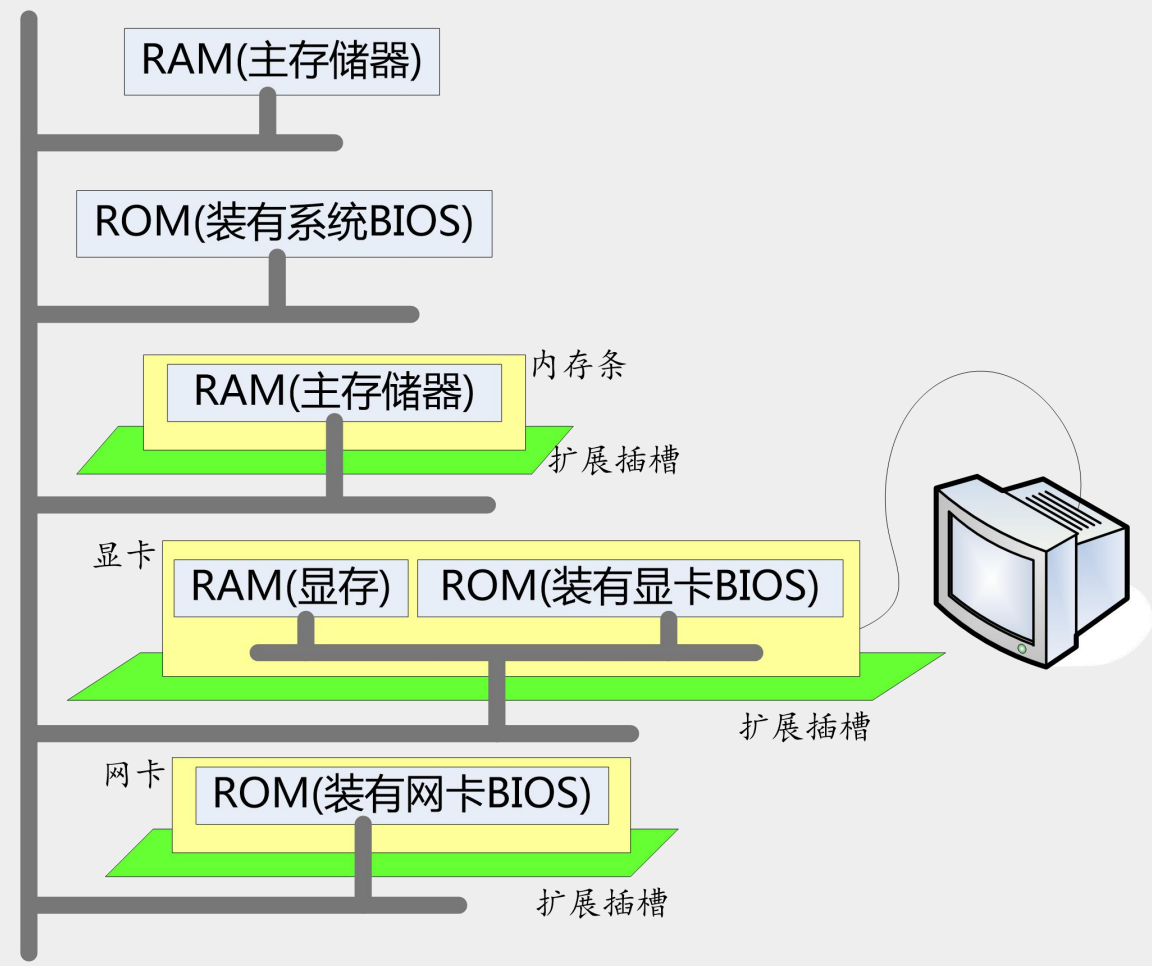 RAM(主存储器)
ROM(装有系统BIOS)
内存条
RAM(主存储器)
扩展插槽
显卡
RAM(显存)
ROM(装有显卡BIOS)
扩展插槽
网卡
ROM(装有网卡BIOS)
扩展插槽